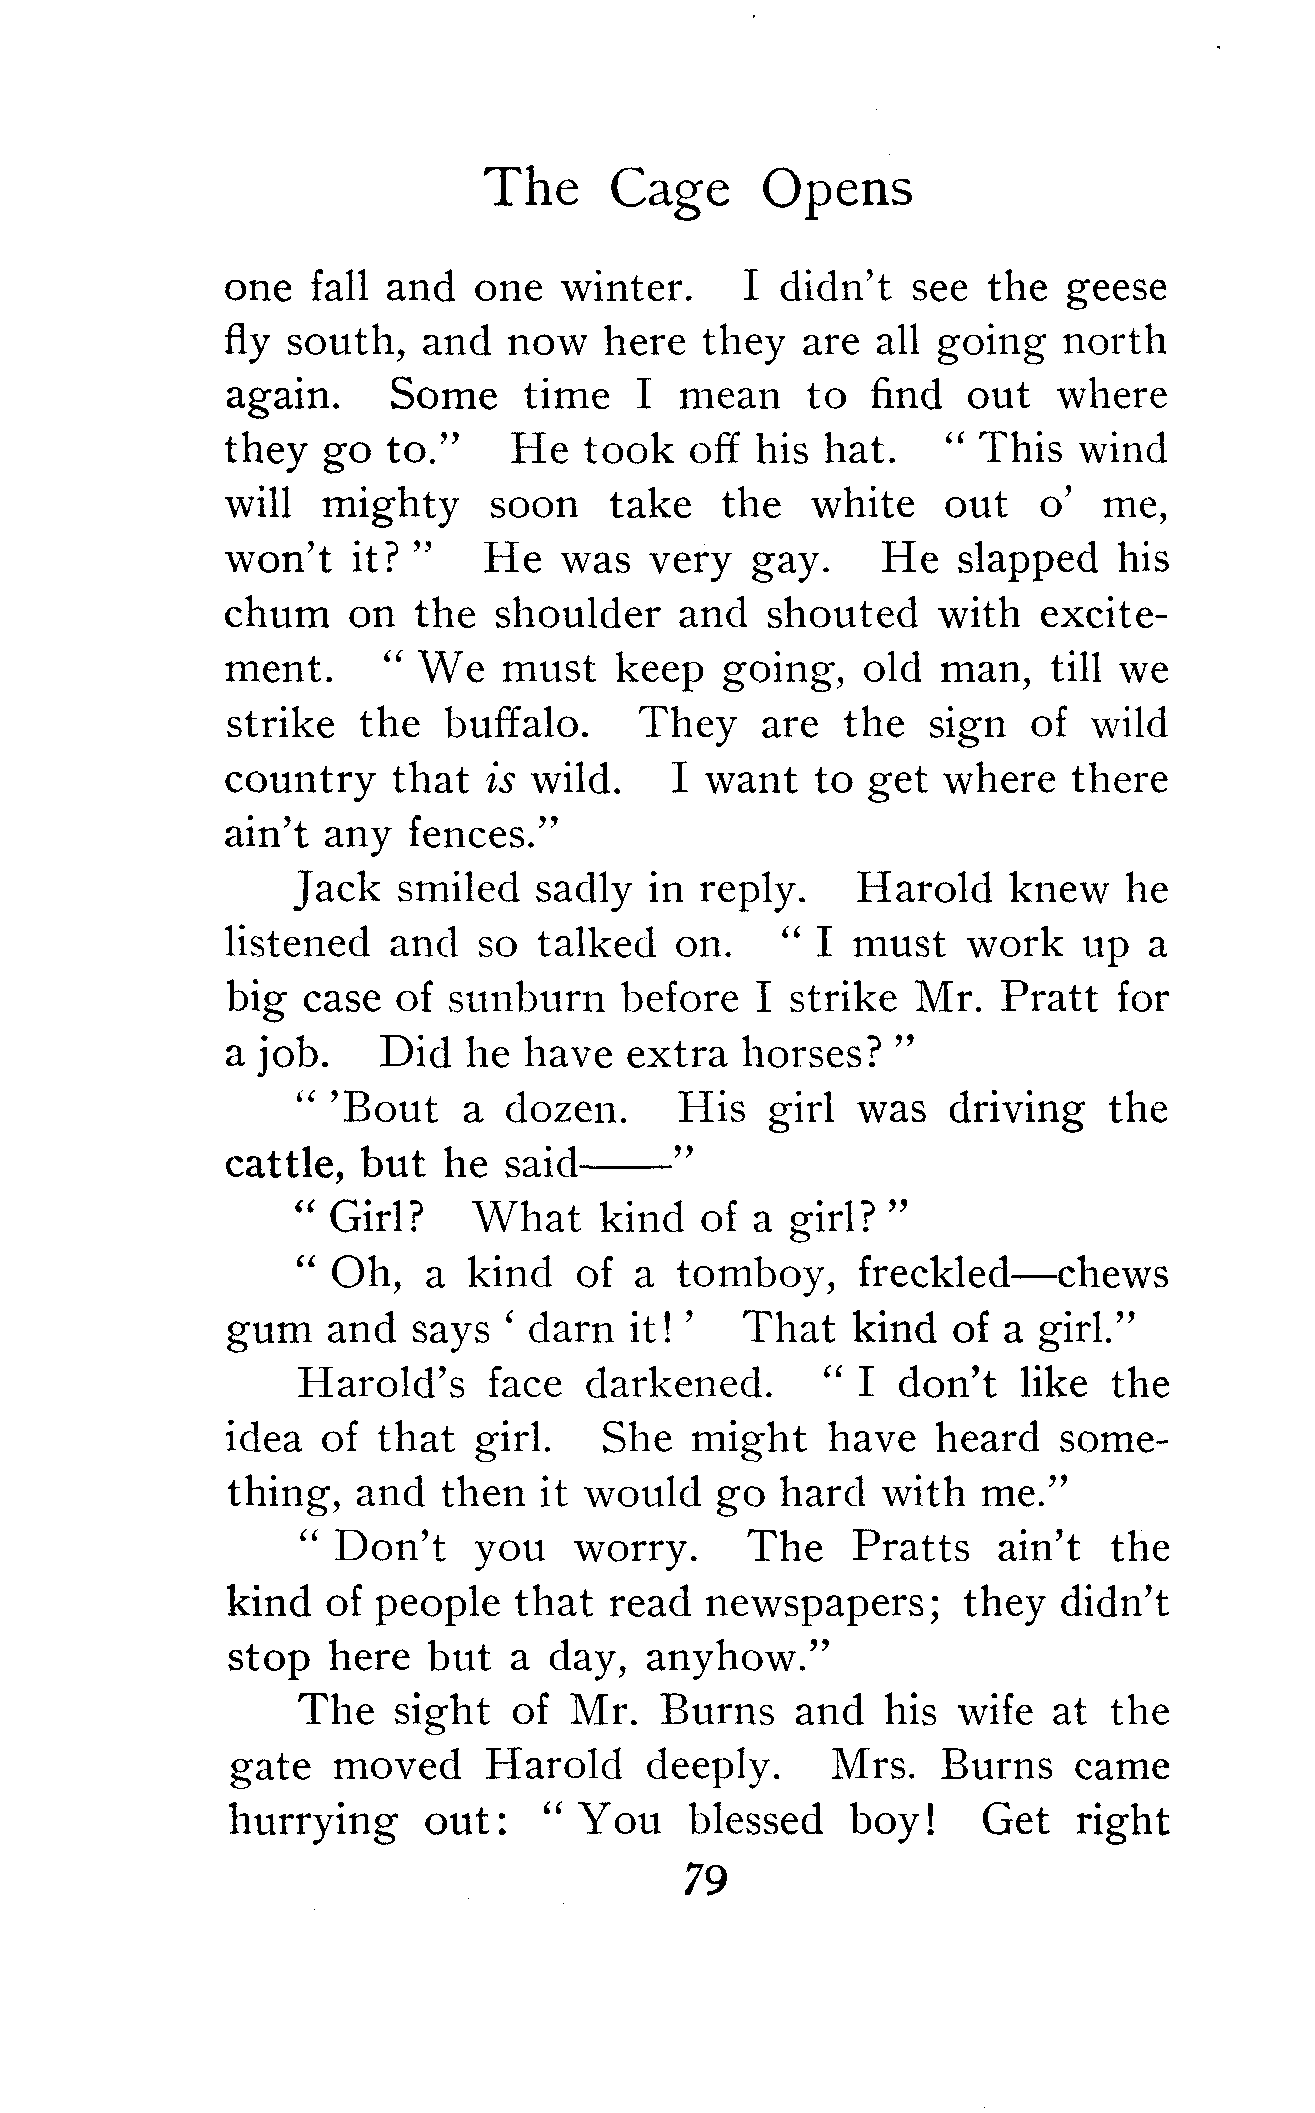 The Cage Opens
one fall and one winter. I didn't see the geese
fly south, and now here they are all going north
again. Some time I mean to find out where
they go to." He took off his hat. " This wind
will mighty soon take the white out o' me,
won't it? " He was very gay. He slapped his
chum on the shoulder and shouted with excite-
ment. " We must keep going, old man, till we
strike the buffalo. They are the sign of wild
country that is wild. I want to get where there
ain't any fences."
Jack smiled sadly in reply. Harold knew he
listened and so talked on. " I must work up a
big case of sunburn before I strike Mr. Pratt for
a job. Did he have extra horses? "
" 'Bout a dozen. His girl was driving the
cattle, but he said——"
" Girl? What kind of a girl? "
" Oh, a kind of a tomboy, freckled—chews
gum and says ' darn it! ' That kind of a girl."
Harold's face darkened. " I don't like the
idea of that girl. She might have heard some-
thing, and then it would go hard with me."
" Don't you worry. The Pratts ain't the
kind of people that read newspapers; they didn't
stop here but a day, anyhow."
The sight of Mr. Burns and his wife at the
gate moved Harold deeply. Mrs. Burns came
hurrying out: " You blessed boy! Get right
79